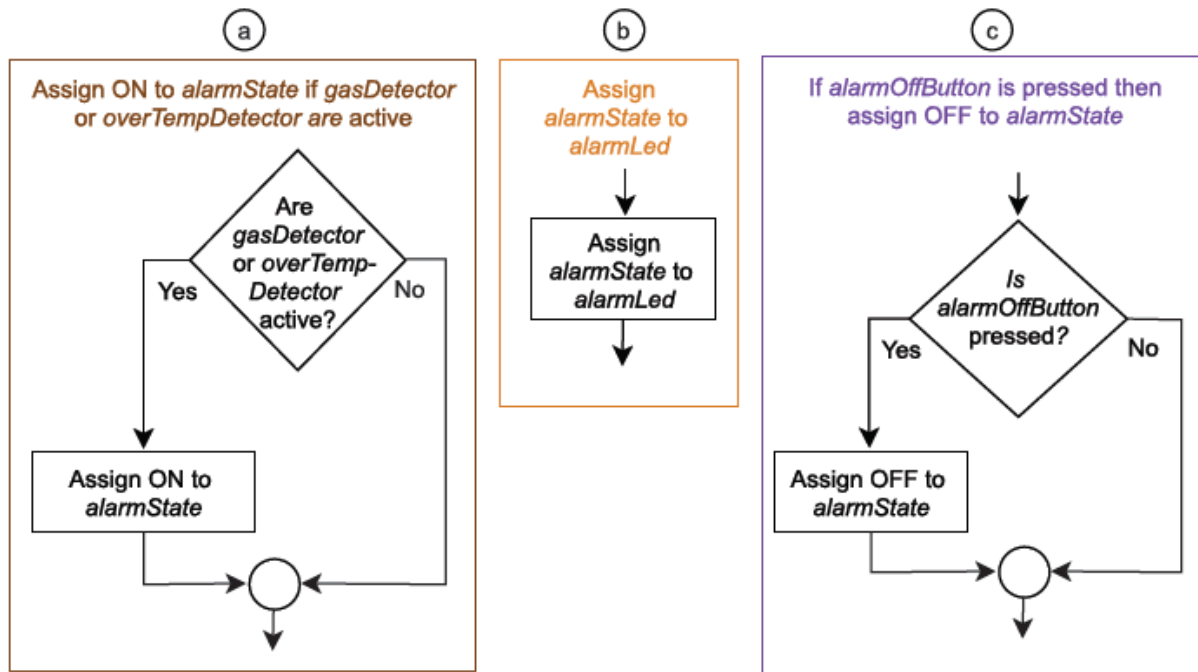 a
Assign ON to alarmState if gasDetector
or overTempDetector are active
Are
gasDetector
or overTemp-
Detector
active?
Yes
No
Assign ON to
alarmState
b
Assign
alarmState to
alarmLed
Assign
alarmState to
alarmLed
c
If alarmOffButton is pressed then
assign OFF to alarmState
Is
alarmOffButton
pressed?
Yes
No
Assign OFF to
alarmState